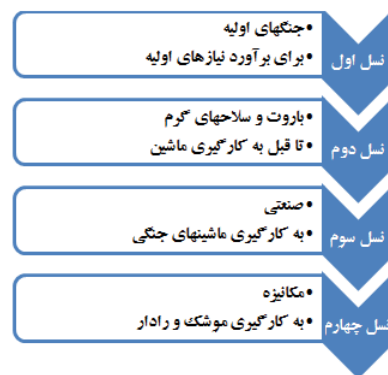 نسل اول
•جنگهای اولیه
•برای برآورد نیازهای اولیه
نسل دوم
•باروت و سلاحهای گرم
•تا قبل به کارگیری ماشین
نسل سوم
•صنعتی
•به کارگیری ماشینهای جنگی
نسل چهارم
•مکانیزه
•به کارگیری موشک و رادار